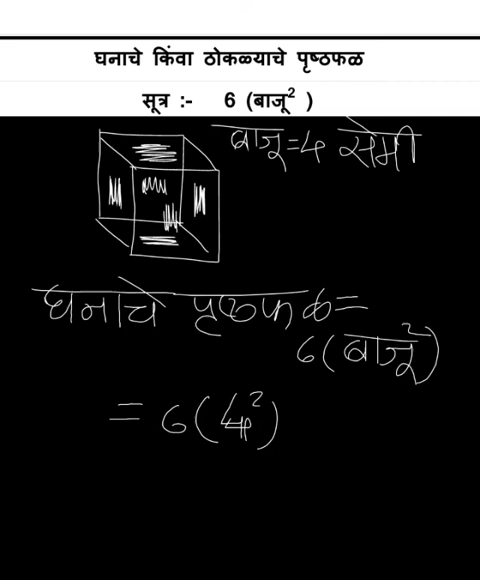 घनाचे किंवा ठोकळ्याचे पृष्ठफळ
सूत्र :- 6 (बाजू² )
बाजू = 4 सेमी
घनाचे पृष्ठफळ =
6 (बाजू²)
= 6 (4²)